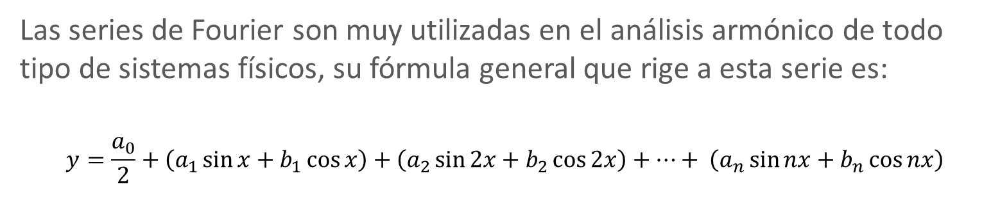 Las series de Fourier son muy utilizadas en el análisis armónico de todo
tipo de sistemas físicos, su fórmula general que rige a esta serie es:
y = a₀/2 + (a₁ sin x + b₁ cos x) + (a₂ sin 2x + b₂ cos 2x) + ⋯ + (aₙ sin nx + bₙ cos nx)